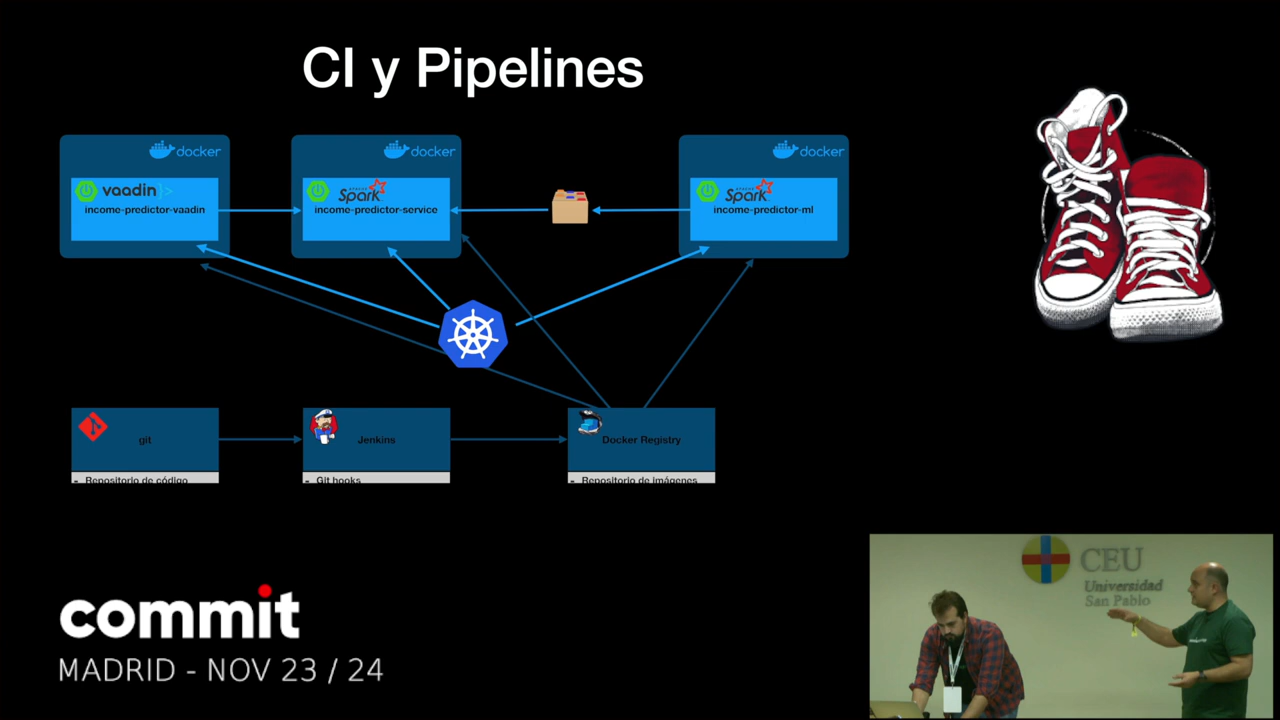 CI y Pipelines
docker
docker
docker
vaadin}>
income-predictor-vaadin
APACHE
Spark
income-predictor-service
APACHE
Spark
income-predictor-ml
git
Jenkins
Docker Registry
- Repositorio de código
- Git hooks
- Repositorio de imágenes
commit
MADRID - NOV 23 / 24
CEU
Universidad
San Pablo